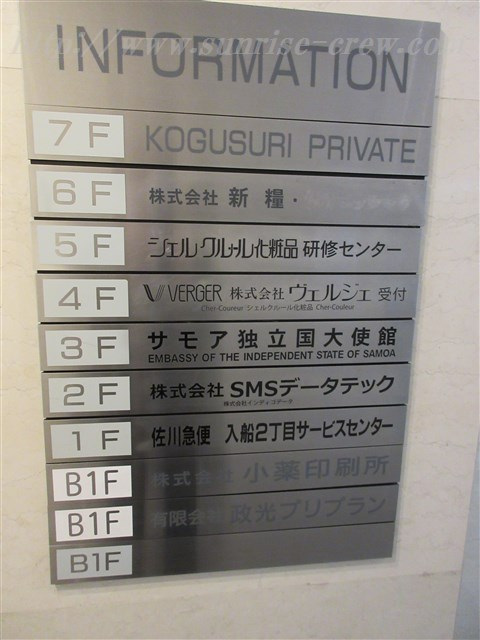 http://www.sunrise-crew.com
INFORMATION
7F KOGUSURI PRIVATE
6F 株式会社 新 糧・
5F シェルクルール化粧品 研修センター
4F VERGER 株式会社 ヴェルジェ 受付
Cher-Couleur シェルクルール化粧品 Cher-Couleur
3F サモア独立国大使館
EMBASSY OF THE INDEPENDENT STATE OF SAMOA
2F 株式会社 SMSデータテック
株式会社インディゴデータ
1F 佐川急便 入船2丁目サービスセンター
B1F 株式会社 小薬印刷所
B1F 有限会社 政光プリプラン
B1F